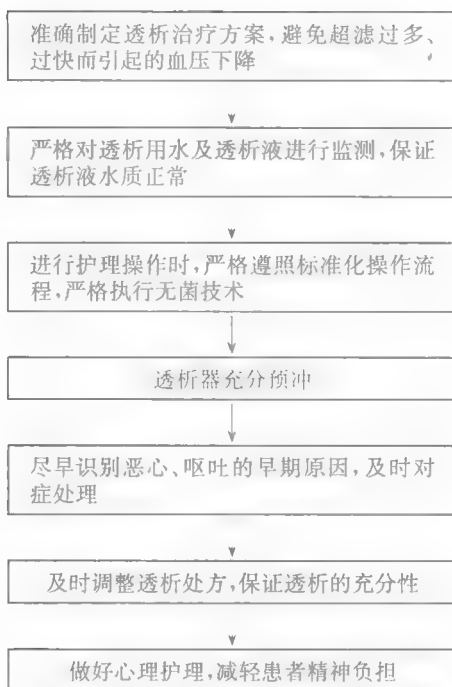 准确制定透析治疗方案,避免超滤过多、
过快而引起的血压下降
严格对透析用水及透析液进行监测,保证
透析液水质正常
进行护理操作时,严格遵照标准化操作流
程,严格执行无菌技术
透析器充分预冲
尽早识别恶心、呕吐的早期原因,及时对
症处理
及时调整透析处方,保证透析的充分性
做好心理护理,减轻患者精神负担